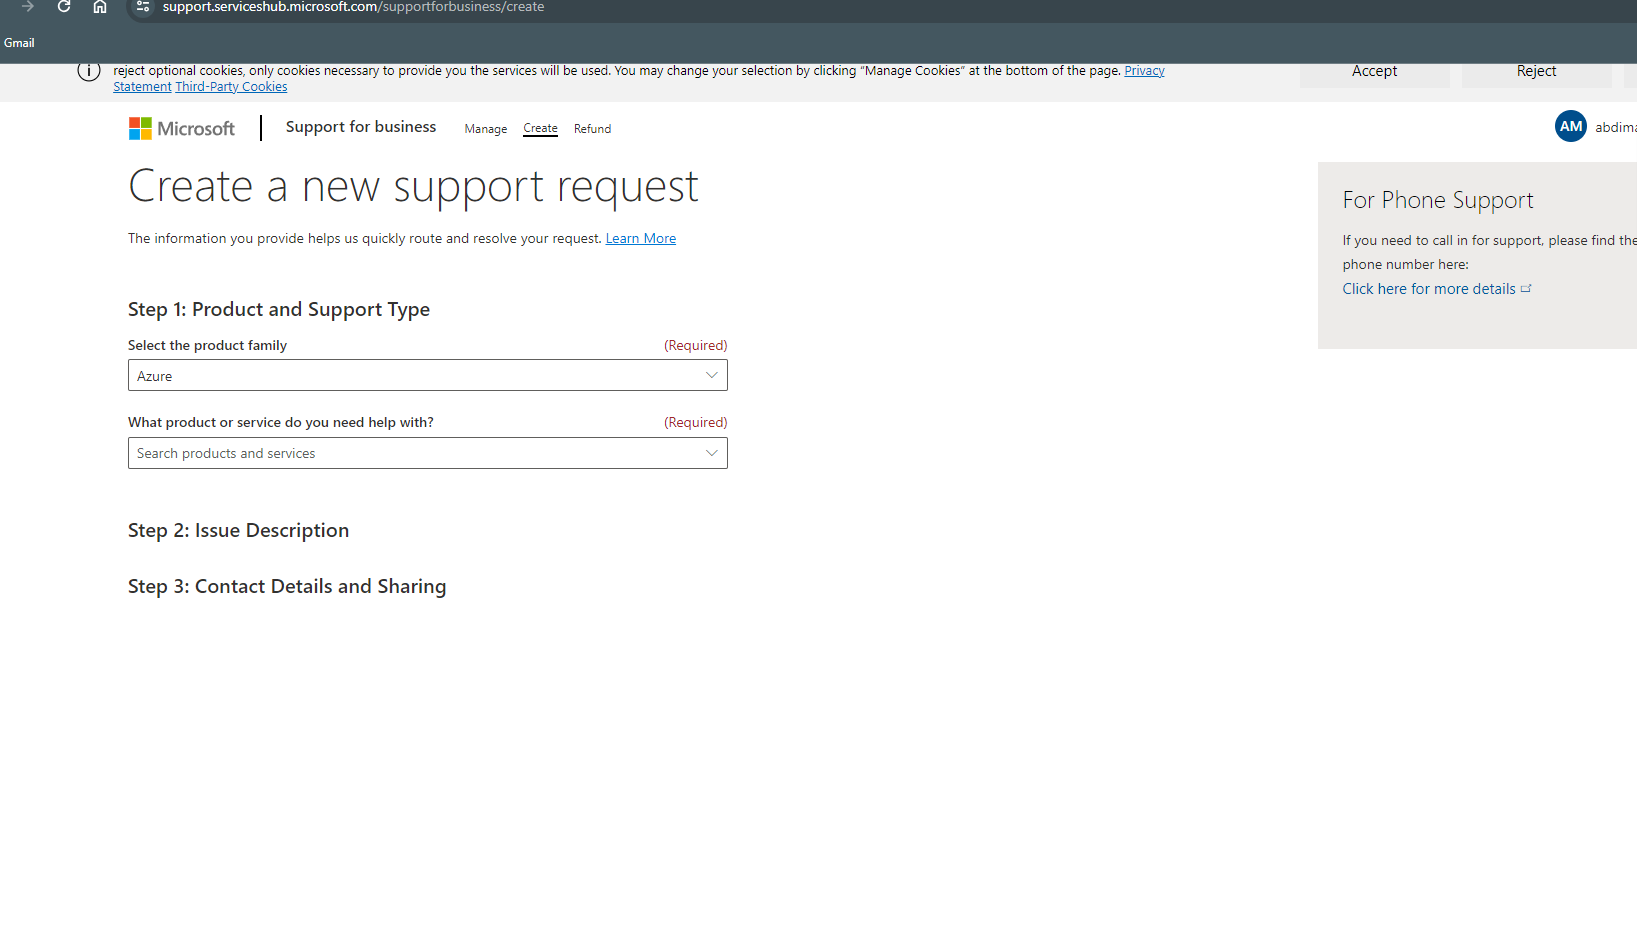 support.serviceshub.microsoft.com/supportforbusiness/create
Gmail
reject optional cookies, only cookies necessary to provide you the services will be used. You may change your selection by clicking “Manage Cookies” at the bottom of the page. Privacy
Statement Third-Party Cookies
Accept
Reject
Microsoft
Support for business
Manage
Create
Refund
AM
abdima
Create a new support request
The information you provide helps us quickly route and resolve your request. Learn More
For Phone Support
If you need to call in for support, please find the
phone number here:
Click here for more details
Step 1: Product and Support Type
Select the product family
(Required)
Azure
What product or service do you need help with?
(Required)
Search products and services
Step 2: Issue Description
Step 3: Contact Details and Sharing